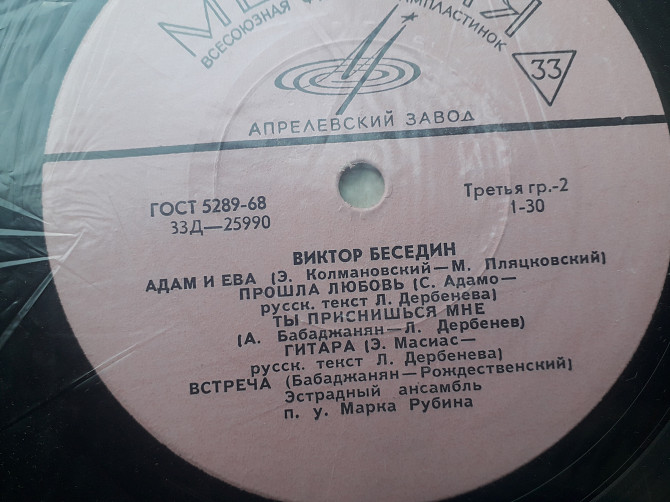 ВСЕСОЮЗНАЯ
33
АПРЕЛЕВСКИЙ ЗАВОД
ГОСТ 5289-68
33Д—25990
Третья гр.-2
1-30
ВИКТОР БЕСЕДИН
АДАМ И ЕВА (Э. Колмановский—М. Пляцковский)
ПРОШЛА ЛЮБОВЬ (С. Адамо—
русск. текст Л. Дербенева)
ТЫ ПРИСНИШЬСЯ МНЕ
(А. Бабаджанян—Л. Дербенев)
ГИТАРА (Э. Масиас—
русск. текст Л. Дербенева)
ВСТРЕЧА (Бабаджанян—Рождественский)
Эстрадный ансамбль
п. у. Марка Рубина